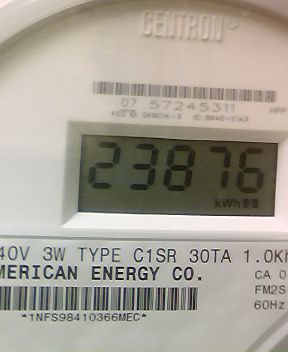 CENTRON®
07 57245311
23876
kWh
40V 3W TYPE C1SR 30TA 1.0K
MERICAN ENERGY CO.
CA 0
FM2S
60Hz
*1NFS98410366MEC*